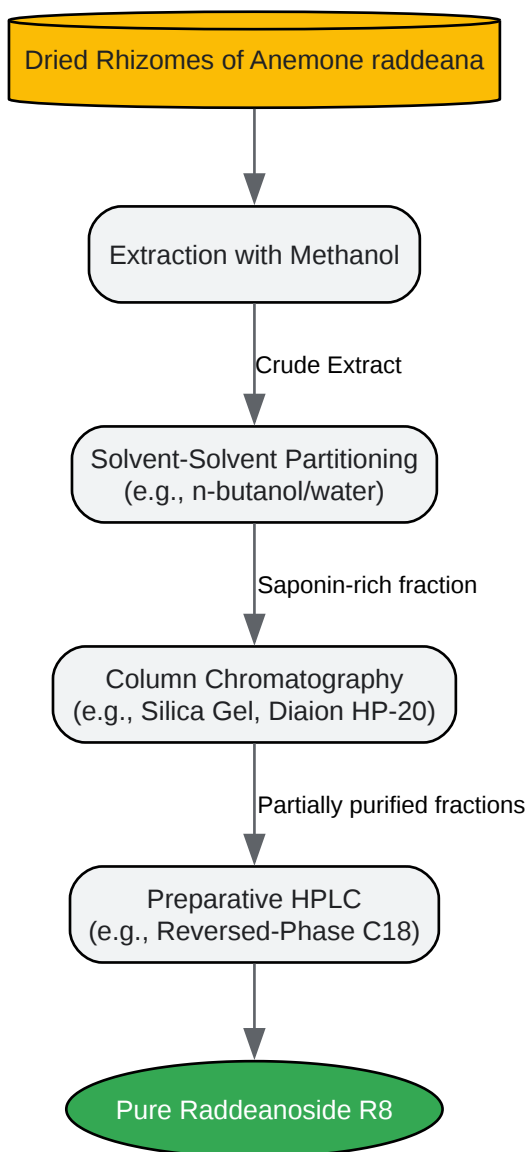 Dried Rhizomes of Anemone raddeana
Extraction with Methanol
Crude Extract
Solvent-Solvent Partitioning
(e.g., n-butanol/water)
Saponin-rich fraction
Column Chromatography
(e.g., Silica Gel, Diaion HP-20)
Partially purified fractions
Preparative HPLC
(e.g., Reversed-Phase C18)
Pure Raddeanoside R8